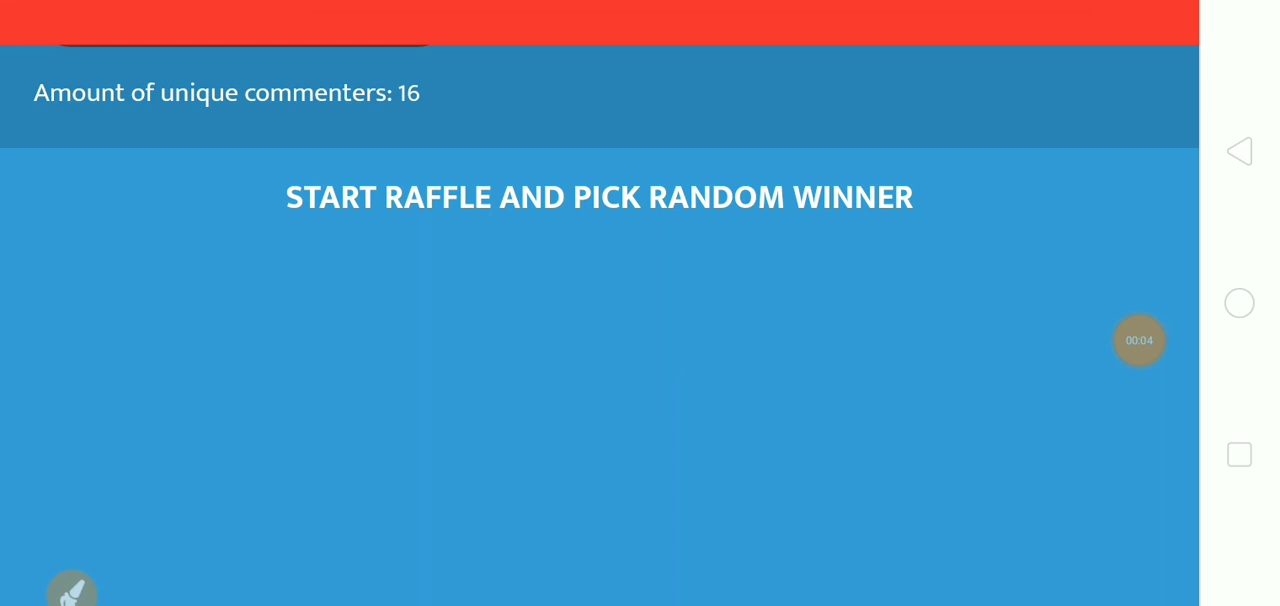 Amount of unique commenters: 16
START RAFFLE AND PICK RANDOM WINNER
00:04